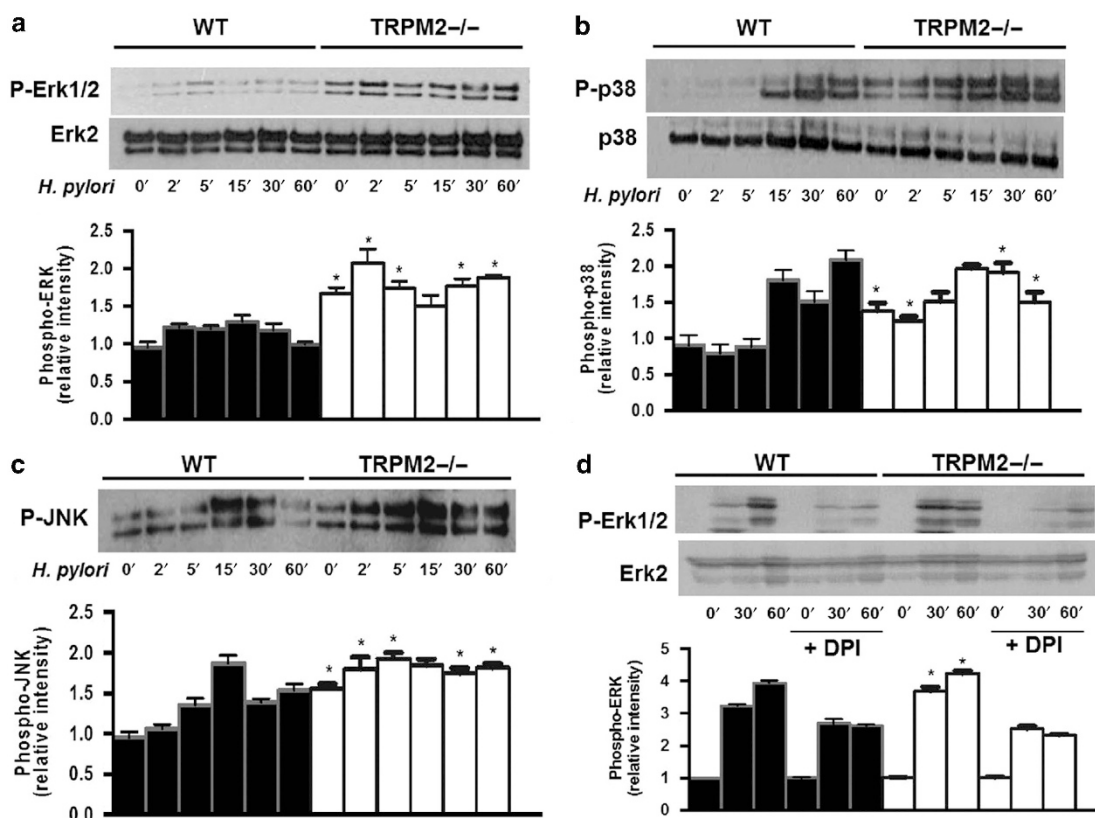 a
WT TRPM2–/–
P-Erk1/2
Erk2
H. pylori 0′ 2′ 5′ 15′ 30′ 60′ 0′ 2′ 5′ 15′ 30′ 60′
Phospho-ERK
(relative intensity)
2.5
2.0
1.5
1.0
0.5
0.0
* * * * *
b
WT TRPM2–/–
P-p38
p38
H. pylori 0′ 2′ 5′ 15′ 30′ 60′ 0′ 2′ 15′ 30′ 60′
Phospho-p38
(relative intensity)
2.5
2.0
1.5
1.0
0.5
0.0
* * * *
c
WT TRPM2–/–
P-JNK
H. pylori 0′ 2′ 5′ 15′ 30′ 60′ 0′ 2′ 5′ 15′ 30′ 60′
Phospho-JNK
(relative intensity)
2.5
2.0
1.5
1.0
0.5
0.0
* * * * *
d
WT TRPM2–/–
P-Erk1/2
Erk2
0′ 30′ 60′ 0′ 30′ 60′ 0′ 30′ 60′ 0′ 30′ 60′
+ DPI + DPI
Phospho-ERK
(relative intensity)
5
4
3
2
1
0
* *